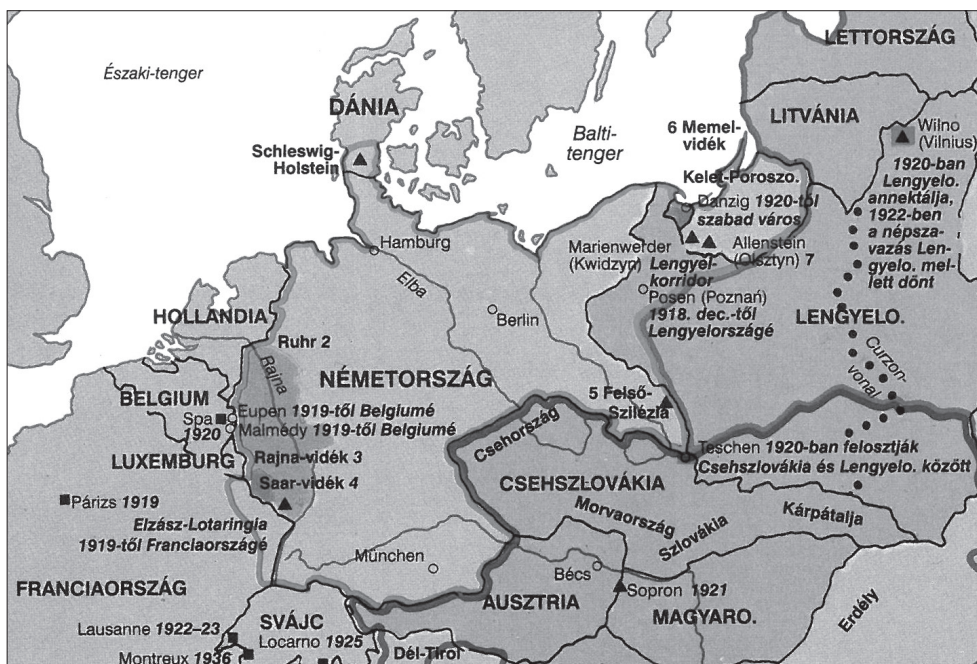 Északi-tenger
LETTORSZÁG
DÁNIA
LITVÁNIA
Balti-
tenger
6 Memel-
vidék
Wilno
(Vilnius)
1920-ban
Lengyelo.
annektálja,
1922-ben
a népsza-
vazás Len-
gyelo. mel-
lett dönt
Schleswig-
Holstein
Kelet-Poroszo.
Danzig 1920-tól
szabad város
Hamburg
Marienwerder
(Kwidzyn)
Allenstein
(Olsztyn) 7
Lengyel-
korridor
Elba
Posen (Poznań)
1918. dec.-től
Lengyelországé
HOLLANDIA
Berlin
LENGYELO.
Ruhr 2
Rajna
Curzon-
vonal
NÉMETORSZÁG
BELGIUM
5 Felső-
Szilézia
Spa
1920
Eupen 1919-től Belgiumé
Malmédy 1919-től Belgiumé
Csehország
LUXEMBURG
Rajna-vidék 3
Teschen 1920-ban felosztják
Csehszlovákia és Lengyelo. között
Saar-vidék 4
CSEHSZLOVÁKIA
Párizs 1919
Morvaország
Kárpátalja
Elzász-Lotaringia
1919-től Franciaországé
Szlovákia
München
Bécs
FRANCIAORSZÁG
Sopron 1921
AUSZTRIA
MAGYARO.
Erdély
SVÁJC
Lausanne 1922–23
Locarno 1925
Montreux
1936
Dél-Tirol